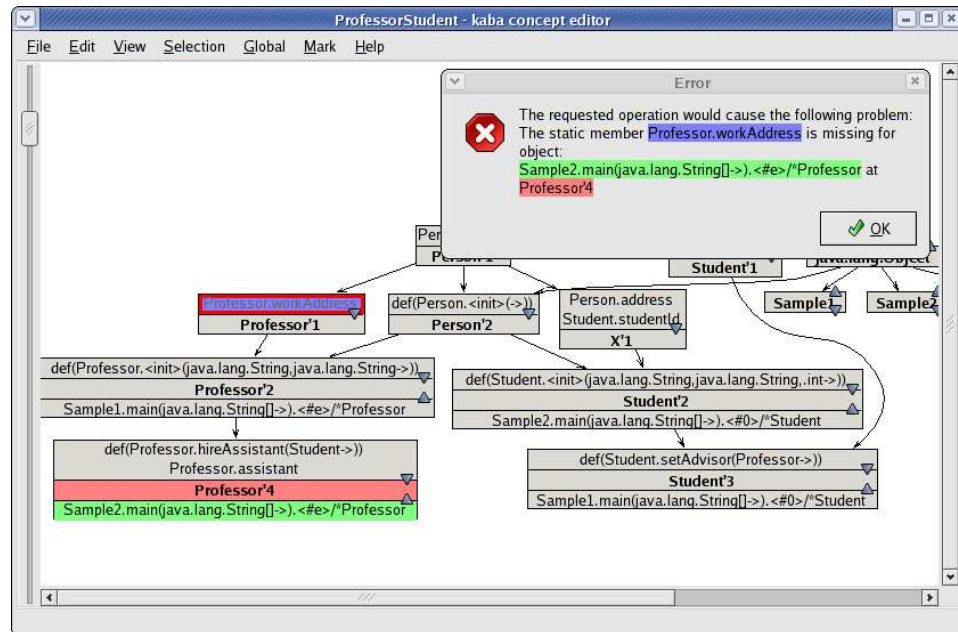 ProfessorStudent - kaba concept editor
File Edit View Selection Global Mark Help
Error
The requested operation would cause the following problem:
The static member Professor.workAddress is missing for
object:
Sample2.main(java.lang.String[]->).<#e>/*Professor at
Professor'4
OK
Person'1
Student'1
java.lang.Object
Professor.workAddress
Professor'1
def(Person.<init>(->))
Person'2
Person.address
Student.studentId
X'1
Sample1
Sample2
def(Professor.<init>(java.lang.String,java.lang.String->))
Professor'2
Sample1.main(java.lang.String[]->).<#e>/*Professor
def(Student.<init>(java.lang.String,java.lang.String,.int->))
Student'2
Sample2.main(java.lang.String[]->).<#0>/*Student
def(Professor.hireAssistant(Student->))
Professor.assistant
Professor'4
Sample2.main(java.lang.String[]->).<#e>/*Professor
def(Student.setAdvisor(Professor->))
Student'3
Sample1.main(java.lang.String[]->).<#0>/*Student